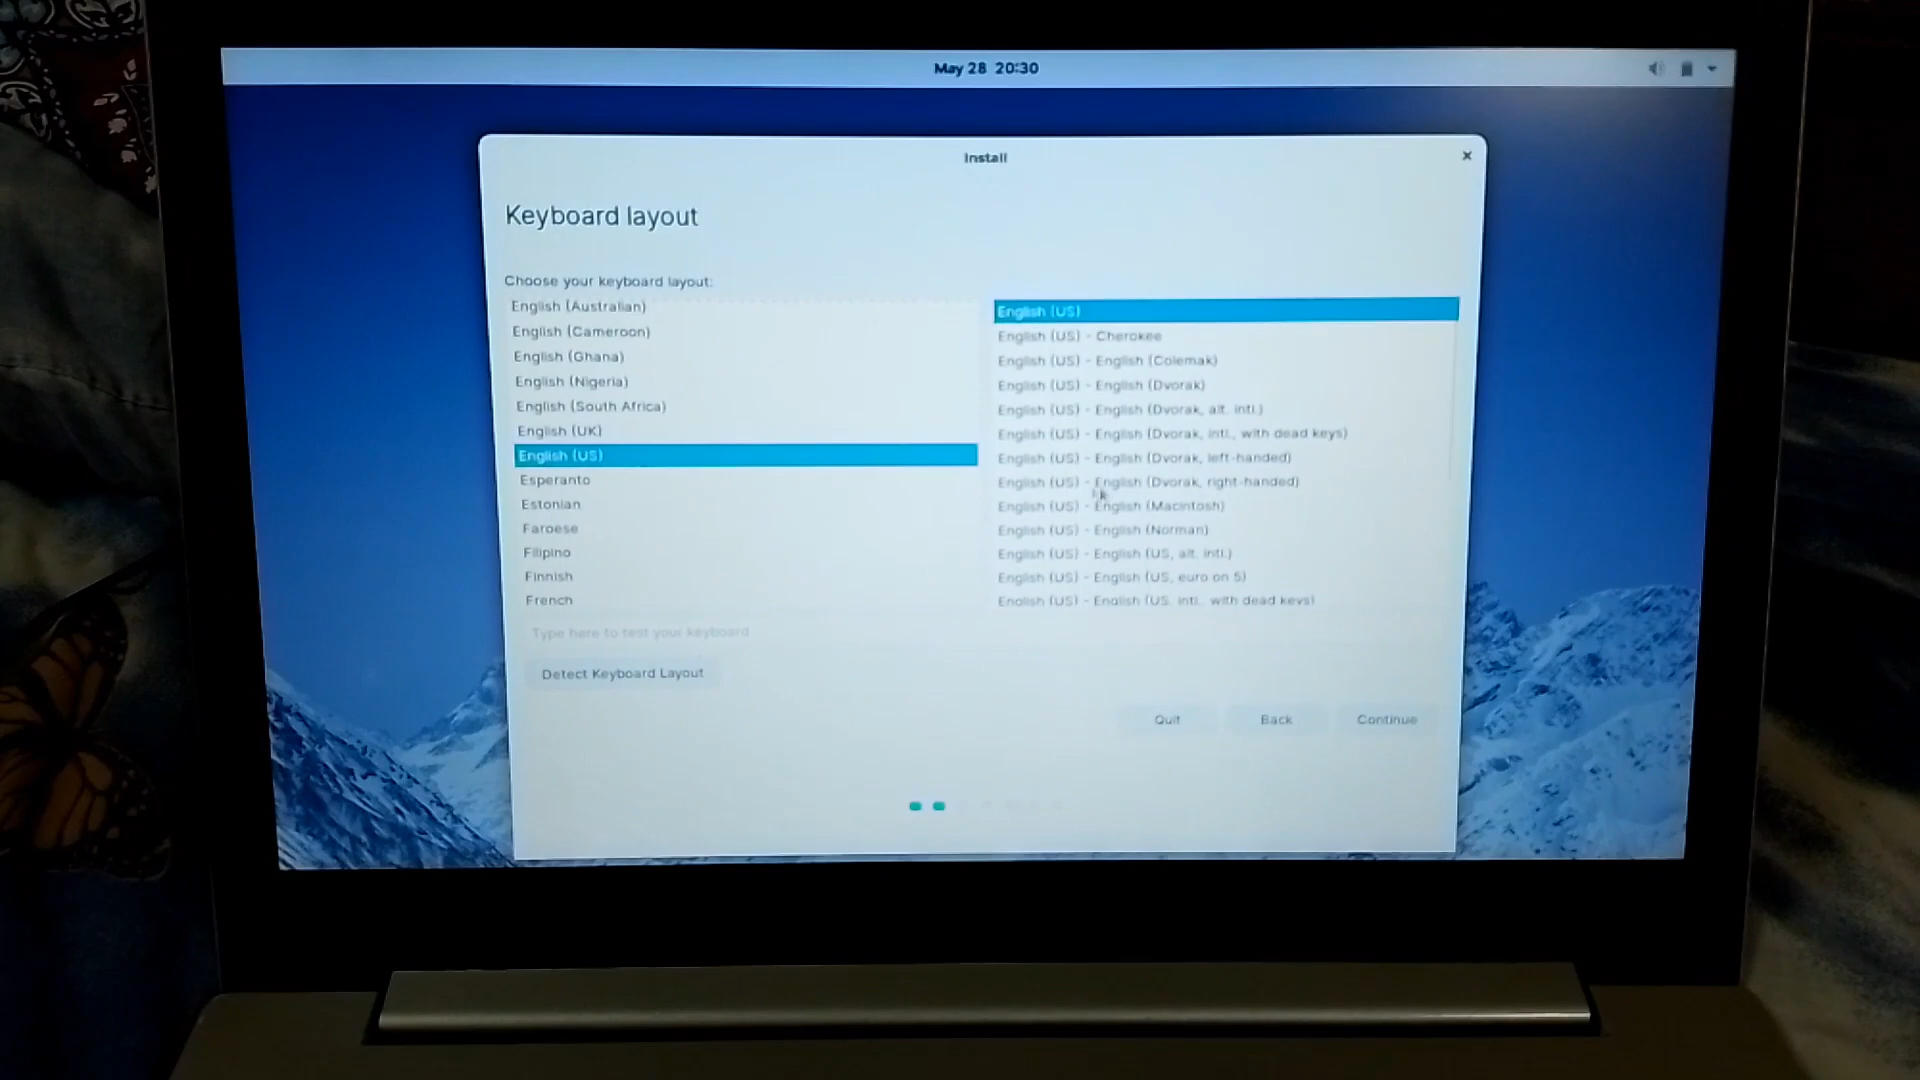 May 28 20:30
Install
Keyboard layout
Choose your keyboard layout:
English (Australian)
English (Cameroon)
English (Ghana)
English (Nigeria)
English (South Africa)
English (UK)
English (US)
Esperanto
Estonian
Faroese
Filipino
Finnish
French
English (US)
English (US) - Cherokee
English (US) - English (Colemak)
English (US) - English (Dvorak)
English (US) - English (Dvorak, alt. intl.)
English (US) - English (Dvorak, intl., with dead keys)
English (US) - English (Dvorak, left-handed)
English (US) - English (Dvorak, right-handed)
English (US) - English (Macintosh)
English (US) - English (Norman)
English (US) - English (US, alt. intl.)
English (US) - English (US, euro on 5)
English (US) - English (US, intl., with dead keys)
Type here to test your keyboard
Detect Keyboard Layout
Quit
Back
Continue